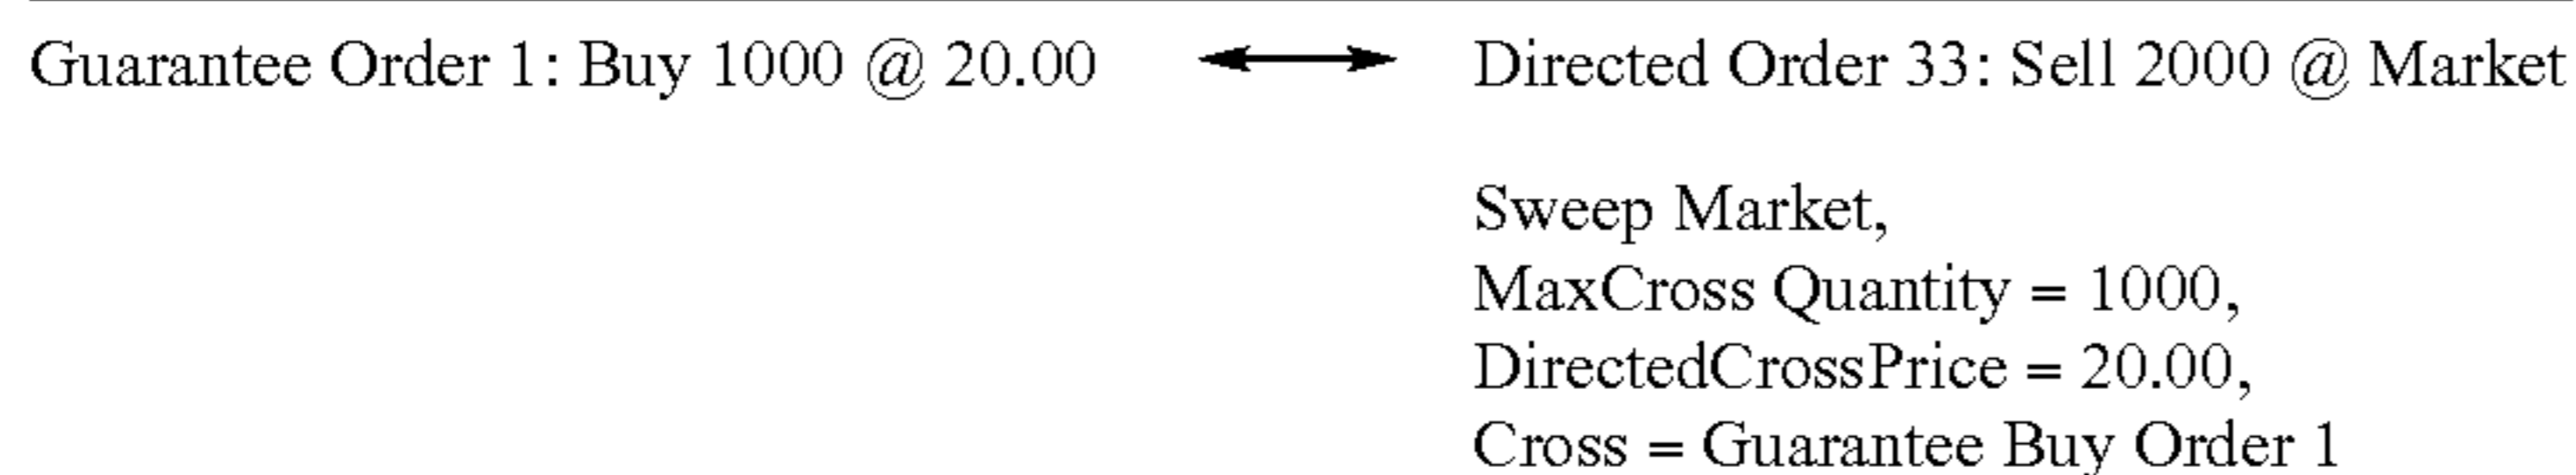 Guarantee Order 1: Buy 1000 @ 20.00 Directed Order 33: Sell 2000 @ Market
Sweep Market,
MaxCross Quantity = 1000,
DirectedCrossPrice = 20.00,
Cross = Guarantee Buy Order 1